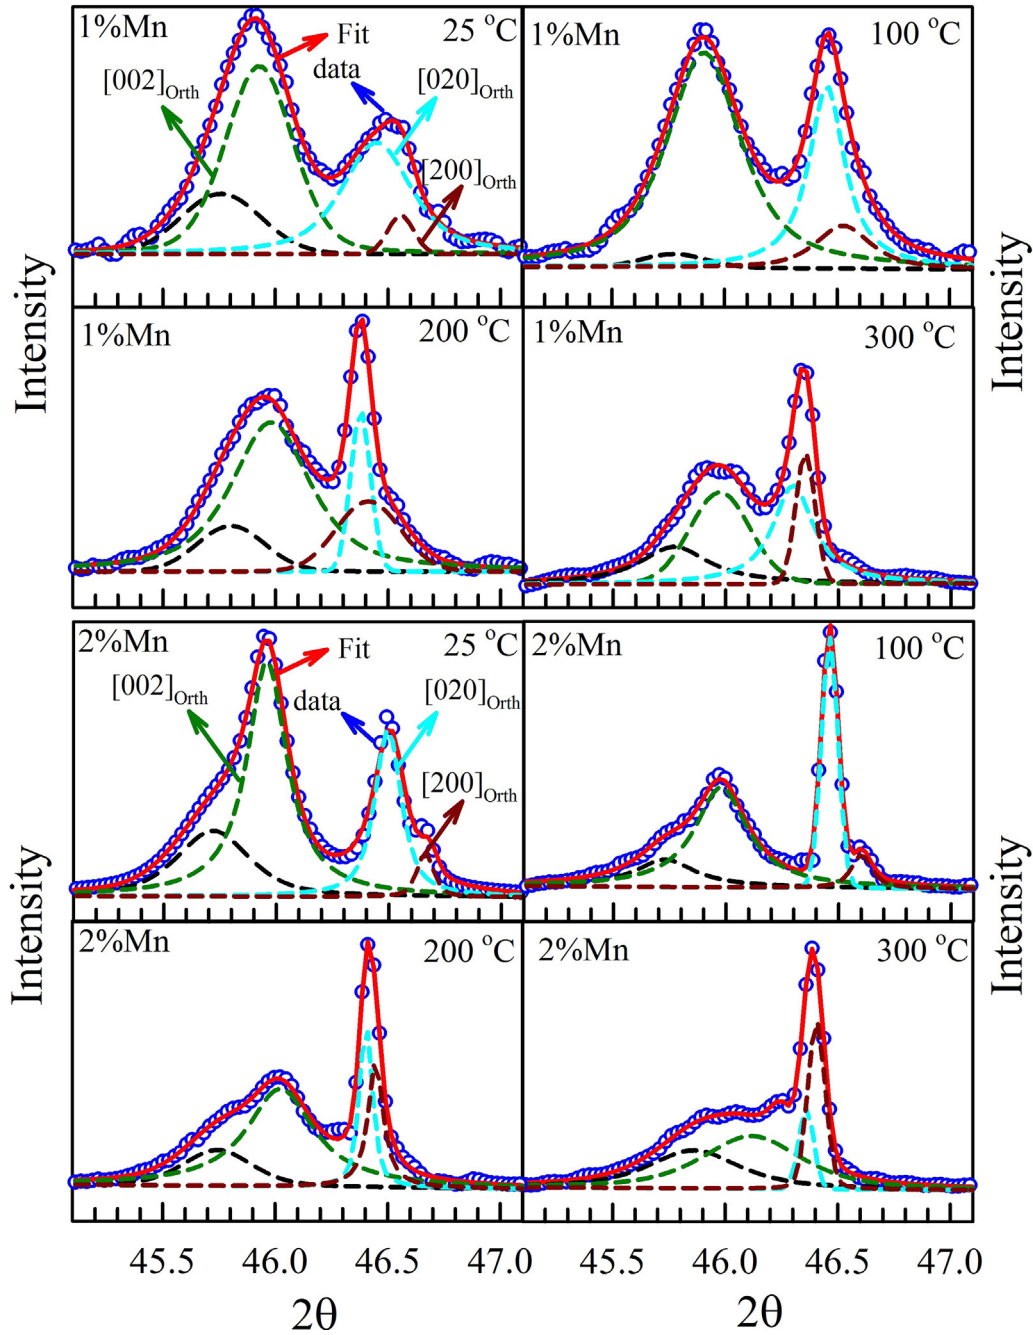 1%Mn
25 °C
Fit
data
[002]Orth
[020]Orth
[200]Orth
1%Mn
100 °C
Intensity
Intensity
1%Mn
200 °C
1%Mn
300 °C
2%Mn
25 °C
Fit
data
[002]Orth
[020]Orth
[200]Orth
2%Mn
100 °C
Intensity
Intensity
2%Mn
200 °C
2%Mn
300 °C
45.5 46.0 46.5 47.0
45.5 46.0 46.5 47.0
2θ
2θ